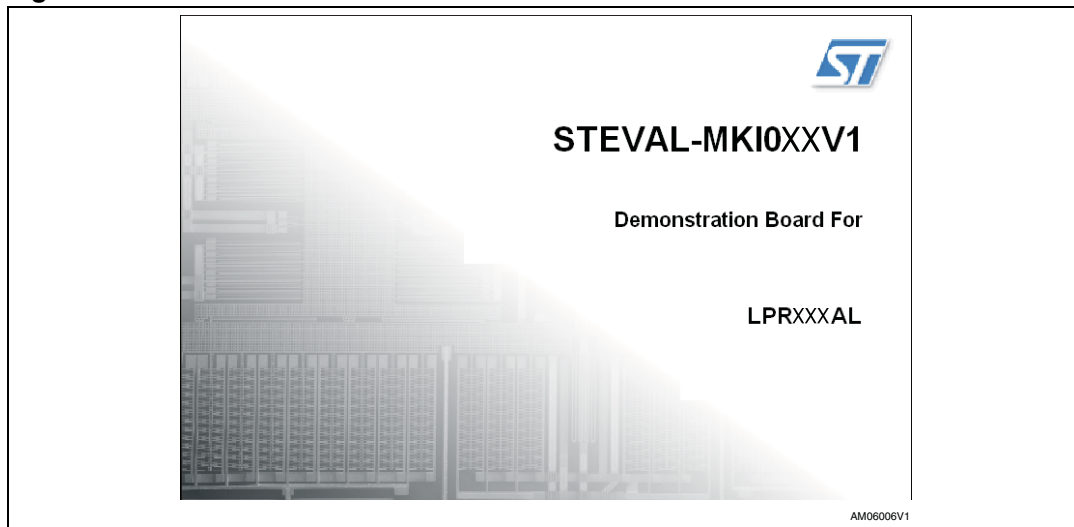 ST
STEVAL-MKI0XXV1
Demonstration Board For
LPRXXXAL
AM06006V1